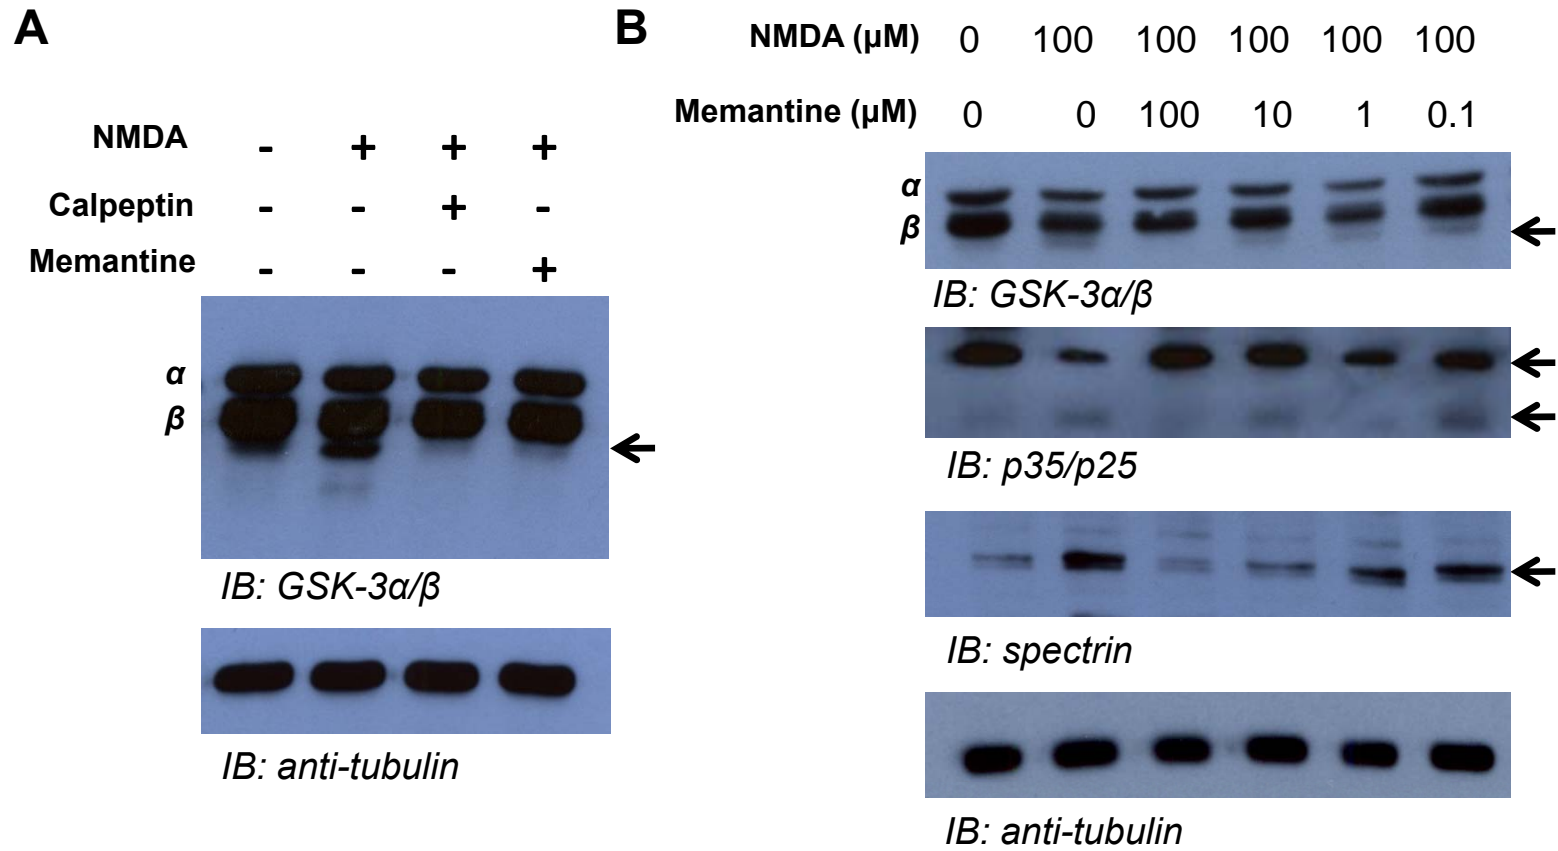 A
NMDA - + + +
Calpeptin - - + -
Memantine - - - +
α
β
IB: GSK-3α/β
IB: anti-tubulin
B
NMDA (µM) 0 100 100 100 100 100
Memantine (µM) 0 0 100 10 1 0.1
α
β
IB: GSK-3α/β
IB: p35/p25
IB: spectrin
IB: anti-tubulin